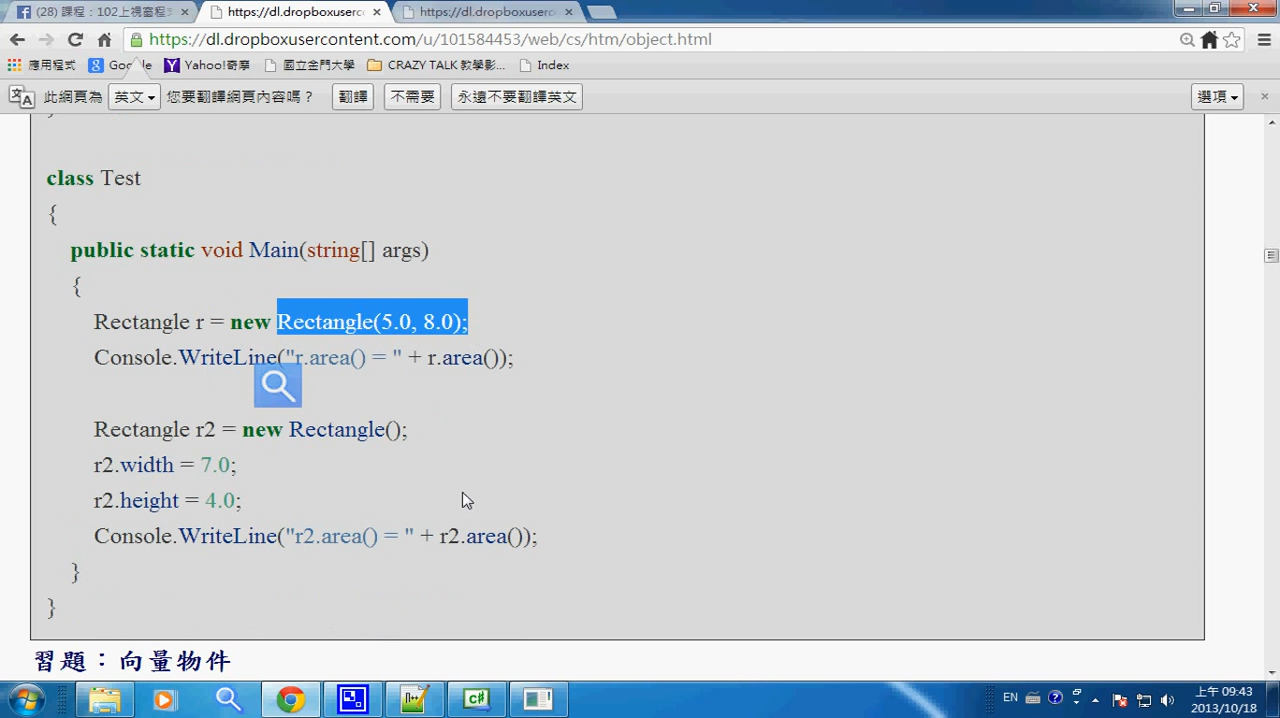 (28) 課程：102上視窗程
https://dl.dropboxuserc
https://dl.dropboxuserco
https://dl.dropboxusercontent.com/u/101584453/web/cs/htm/object.html
應用程式 Google Yahoo!奇摩 國立金門大學 CRAZY TALK 教學影... Index
此網頁為 英文 您要翻譯網頁內容嗎？ 翻譯 不需要 永遠不要翻譯英文 選項
}
class Test
{
public static void Main(string[] args)
{
Rectangle r = new Rectangle(5.0, 8.0);
Console.WriteLine("r.area() = " + r.area());
Rectangle r2 = new Rectangle();
r2.width = 7.0;
r2.height = 4.0;
Console.WriteLine("r2.area() = " + r2.area());
}
}
習題：向量物件
EN
上午 09:43
2013/10/18